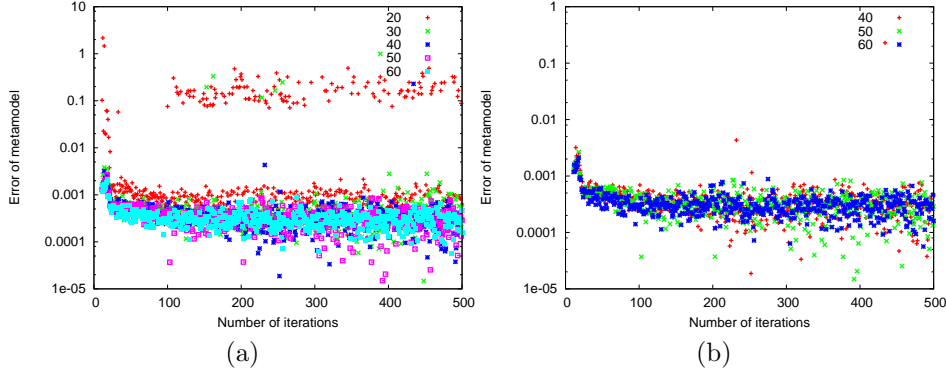 10
1
0.1
0.01
0.001
0.0001
1e-05
0 100 200 300 400 500
Error of metamodel
Number of iterations
20
30
40
50
60
(a)
1
0.1
0.01
0.001
0.0001
1e-05
0 100 200 300 400 500
Error of metamodel
Number of iterations
40
50
60
(b)